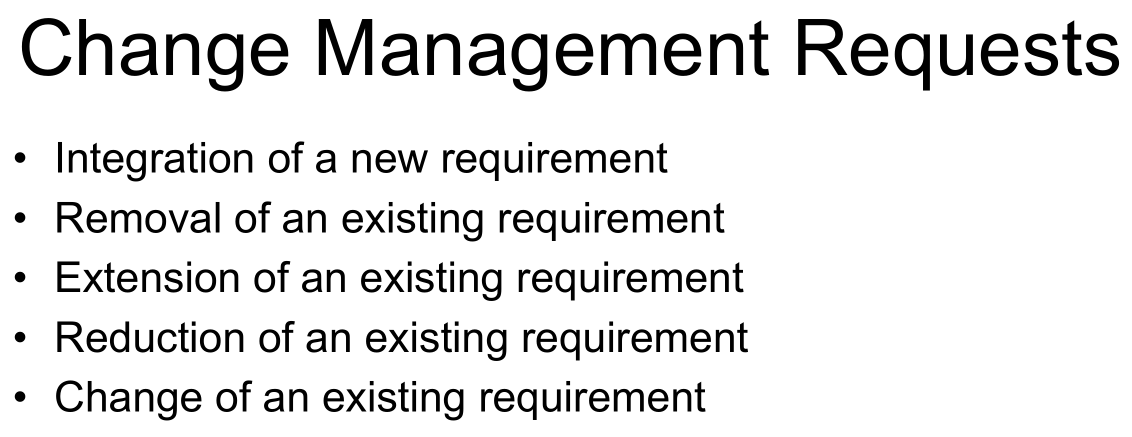 Change Management Requests
• Integration of a new requirement
• Removal of an existing requirement
• Extension of an existing requirement
• Reduction of an existing requirement
• Change of an existing requirement